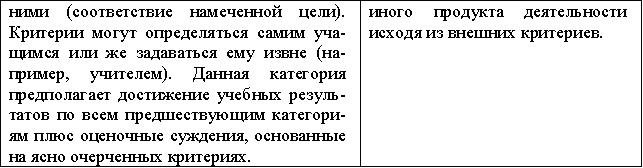 ними (соответствие намеченной цели).
Критерии могут определяться самим уча-
щимся или же задаваться ему извне (на-
пример, учителем). Данная категория
предполагает достижение учебных резуль-
татов по всем предшествующим категори-
ям плюс оценочные суждения, основанные
на ясно очерченных критериях.
иного продукта деятельности
исходя из внешних критериев.